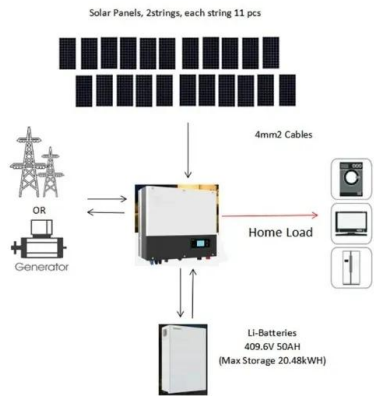 Solar Panels, 2strings, each string 11 pcs
4mm2 Cables
OR
Generator
Home Load
Li-Batteries
409.6V 50AH
(Max Storage 20.48kWH)